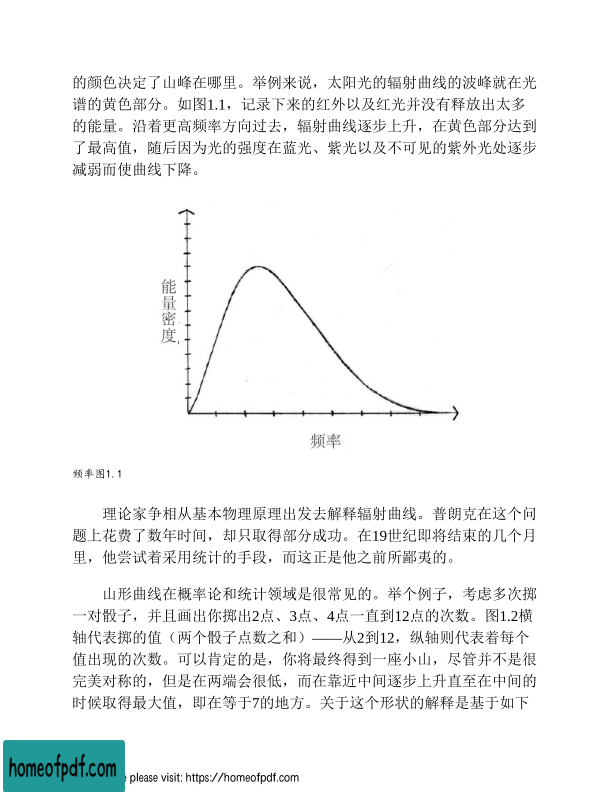 的颜色决定了山峰在哪里。举例来说，太阳光的辐射曲线的波峰就在光
谱的黄色部分。如图1.1，记录下来的红外以及红光并没有释放出太多
的能量。沿着更高频率方向过去，辐射曲线逐步上升，在黄色部分达到
了最高值，随后因为光的强度在蓝光、紫光以及不可见的紫外光处逐步
减弱而使曲线下降。
能量密度
频率
频率图1.1
理论家争相从基本物理原理出发去解释辐射曲线。普朗克在这个问
题上花费了数年时间，却只取得部分成功。在19世纪即将结束的几个月
里，他尝试着采用统计的手段，而这正是他之前所鄙夷的。
山形曲线在概率论和统计领域是很常见的。举个例子，考虑多次掷
一对骰子，并且画出你掷出2点、3点、4点一直到12点的次数。图1.2横
轴代表掷的值（两个骰子点数之和）——从2到12，纵轴则代表着每个
值出现的次数。可以肯定的是，你将最终得到一座小山，尽管并不是很
完美对称的，但是在两端会很低，而在靠近中间逐步上升直至在中间的
时候取得最大值，即在等于7的地方。关于这个形状的解释是基于如下
homeofpdf.com
e please visit: https://homeofpdf.com